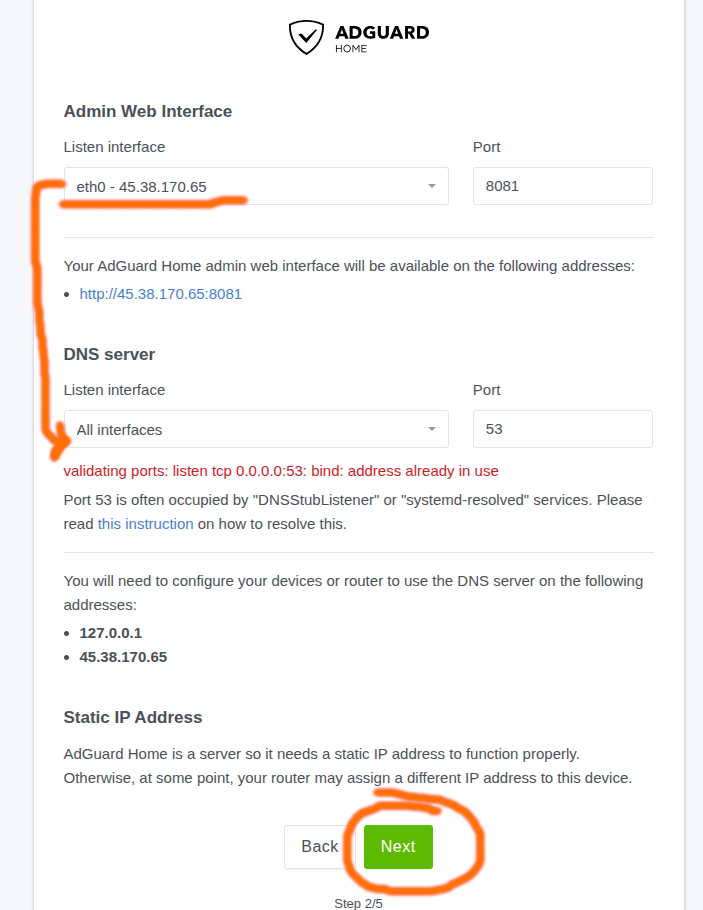 ADGUARD
HOME
Admin Web Interface
Listen interface Port
eth0 - 45.38.170.65 8081
Your AdGuard Home admin web interface will be available on the following addresses:
• http://45.38.170.65:8081
DNS server
Listen interface Port
All interfaces 53
validating ports: listen tcp 0.0.0.0:53: bind: address already in use
Port 53 is often occupied by "DNSStubListener" or "systemd-resolved" services. Please
read this instruction on how to resolve this.
You will need to configure your devices or router to use the DNS server on the following
addresses:
• 127.0.0.1
• 45.38.170.65
Static IP Address
AdGuard Home is a server so it needs a static IP address to function properly.
Otherwise, at some point, your router may assign a different IP address to this device.
Back Next
Step 2/5